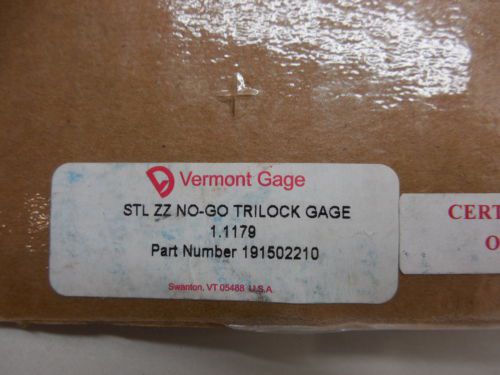 Vermont Gage
STL ZZ NO-GO TRILOCK GAGE
1.1179
Part Number 191502210
Swanton, VT 05488 U.S.A.
CERT
O